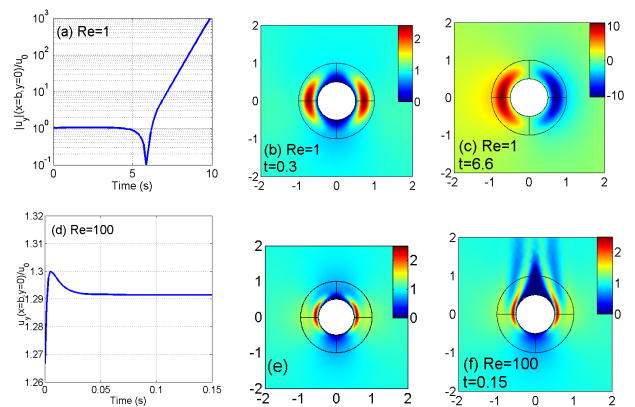 (a) Re=1
|u_y|(x=b,y=0)/u_0
10^3
10^2
10^1
10^0
10^-1
0 5 10
Time (s)
2
1
0
-1
-2
-2 0 2
2
1
0
(b) Re=1
t=0.3
2
1
0
-1
-2
-2 -1 0 1 2
10
0
-10
(c) Re=1
t=6.6
(d) Re=100
u_y(x=b,y=0)/u_0
1.32
1.31
1.3
1.29
1.28
1.27
1.26
0 0.05 0.1 0.15
Time (s)
2
1
0
-1
-2
-2 -1 0 1 2
2
1
0
(e)
2
1
0
-1
-2
-2 -1 0 1 2
2
1
0
(f) Re=100
t=0.15